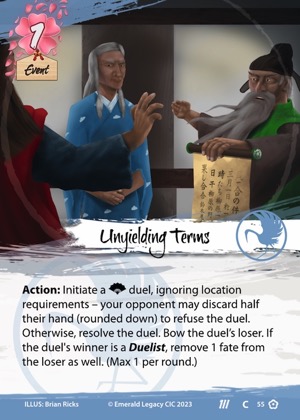 1
Event
Unyielding Terms
Action: Initiate a duel, ignoring location
requirements – your opponent may discard half
their hand (rounded down) to refuse the duel.
Otherwise, resolve the duel. Bow the duel's loser. If
the duel's winner is a Duelist, remove 1 fate from
the loser as well. (Max 1 per round.)
ILLUS: Brian Ricks © Emerald Legacy CIC 2023 C 55